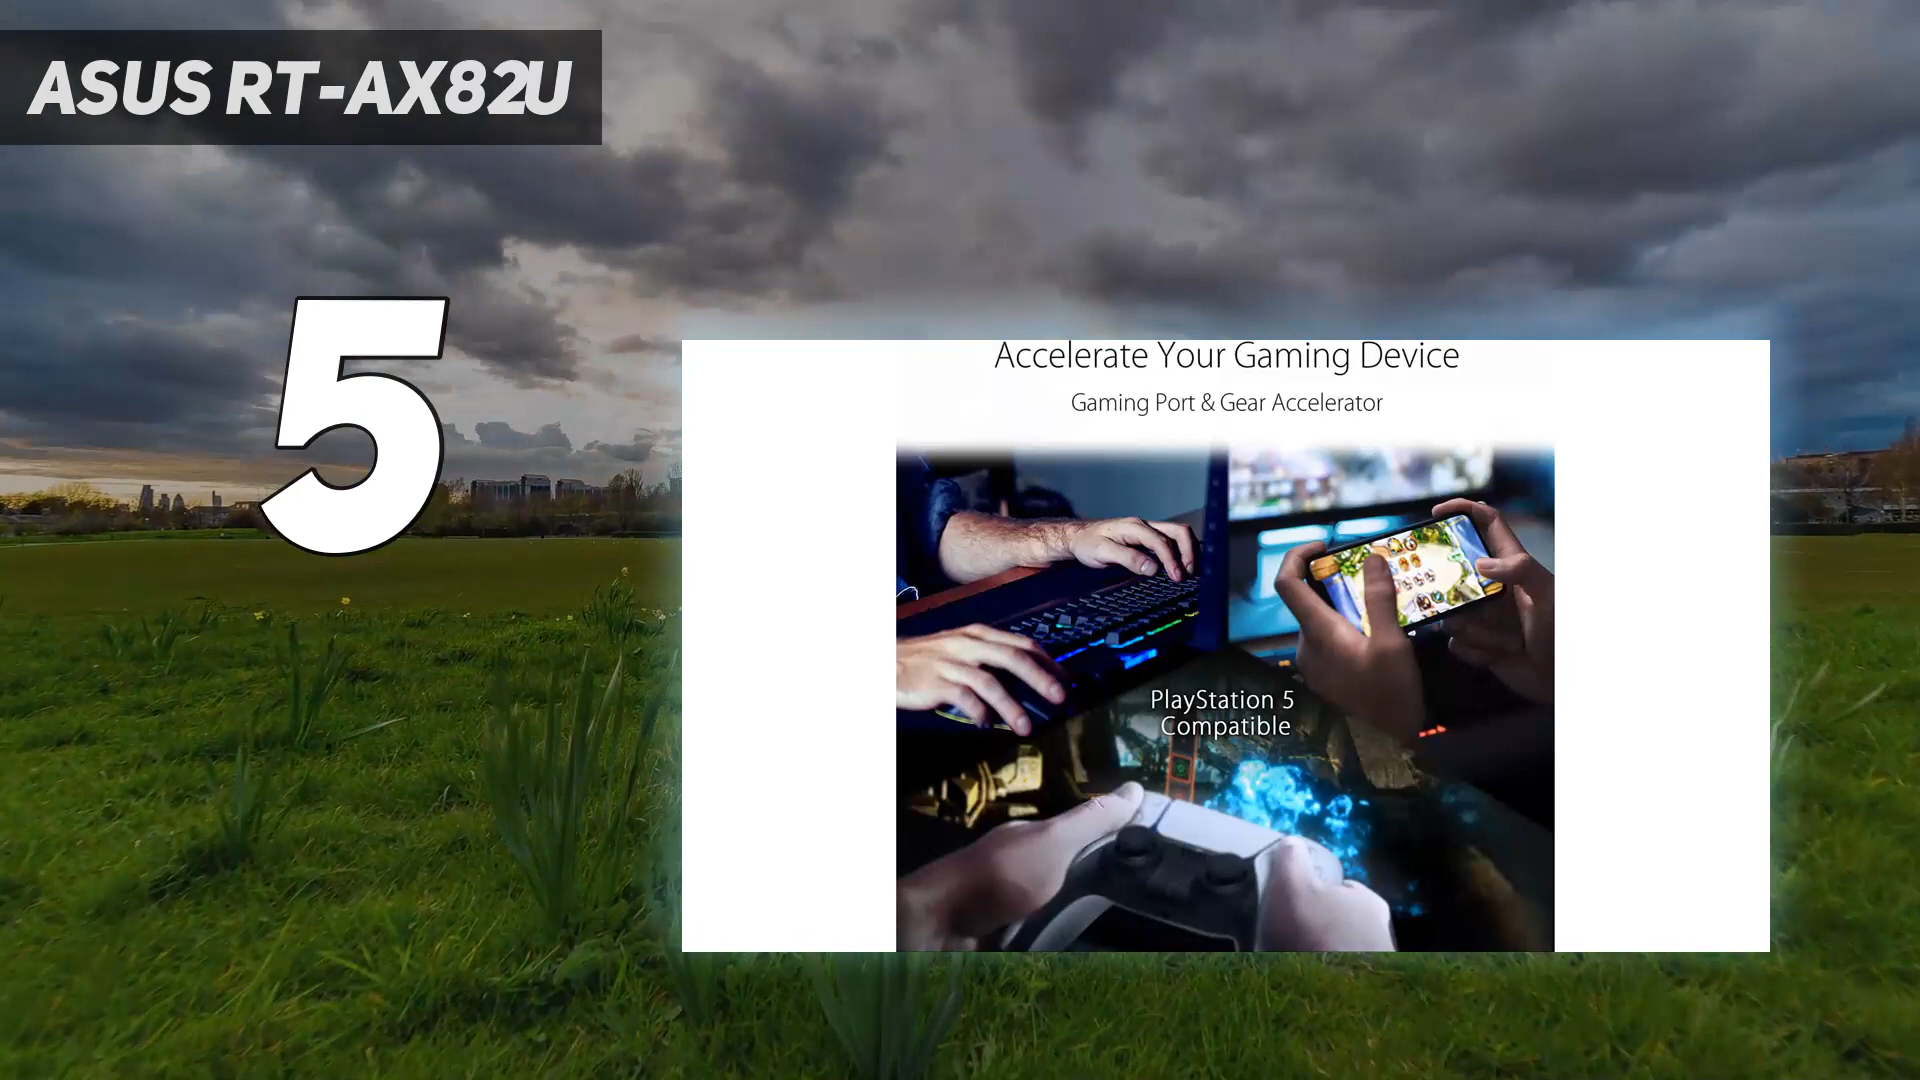 ASUS RT-AX82U
5
Accelerate Your Gaming Device
Gaming Port & Gear Accelerator
PlayStation 5
Compatible